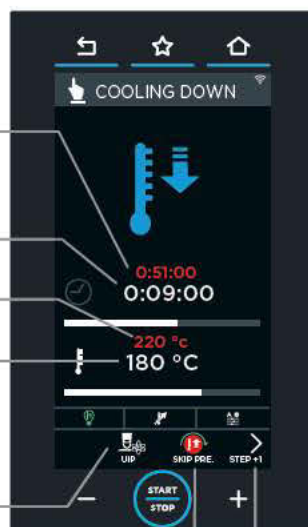 COOLING DOWN
0:51:00
0:09:00
220 °c
180 °C
UIP
SKIP PRE.
STEP +1
START
STOP